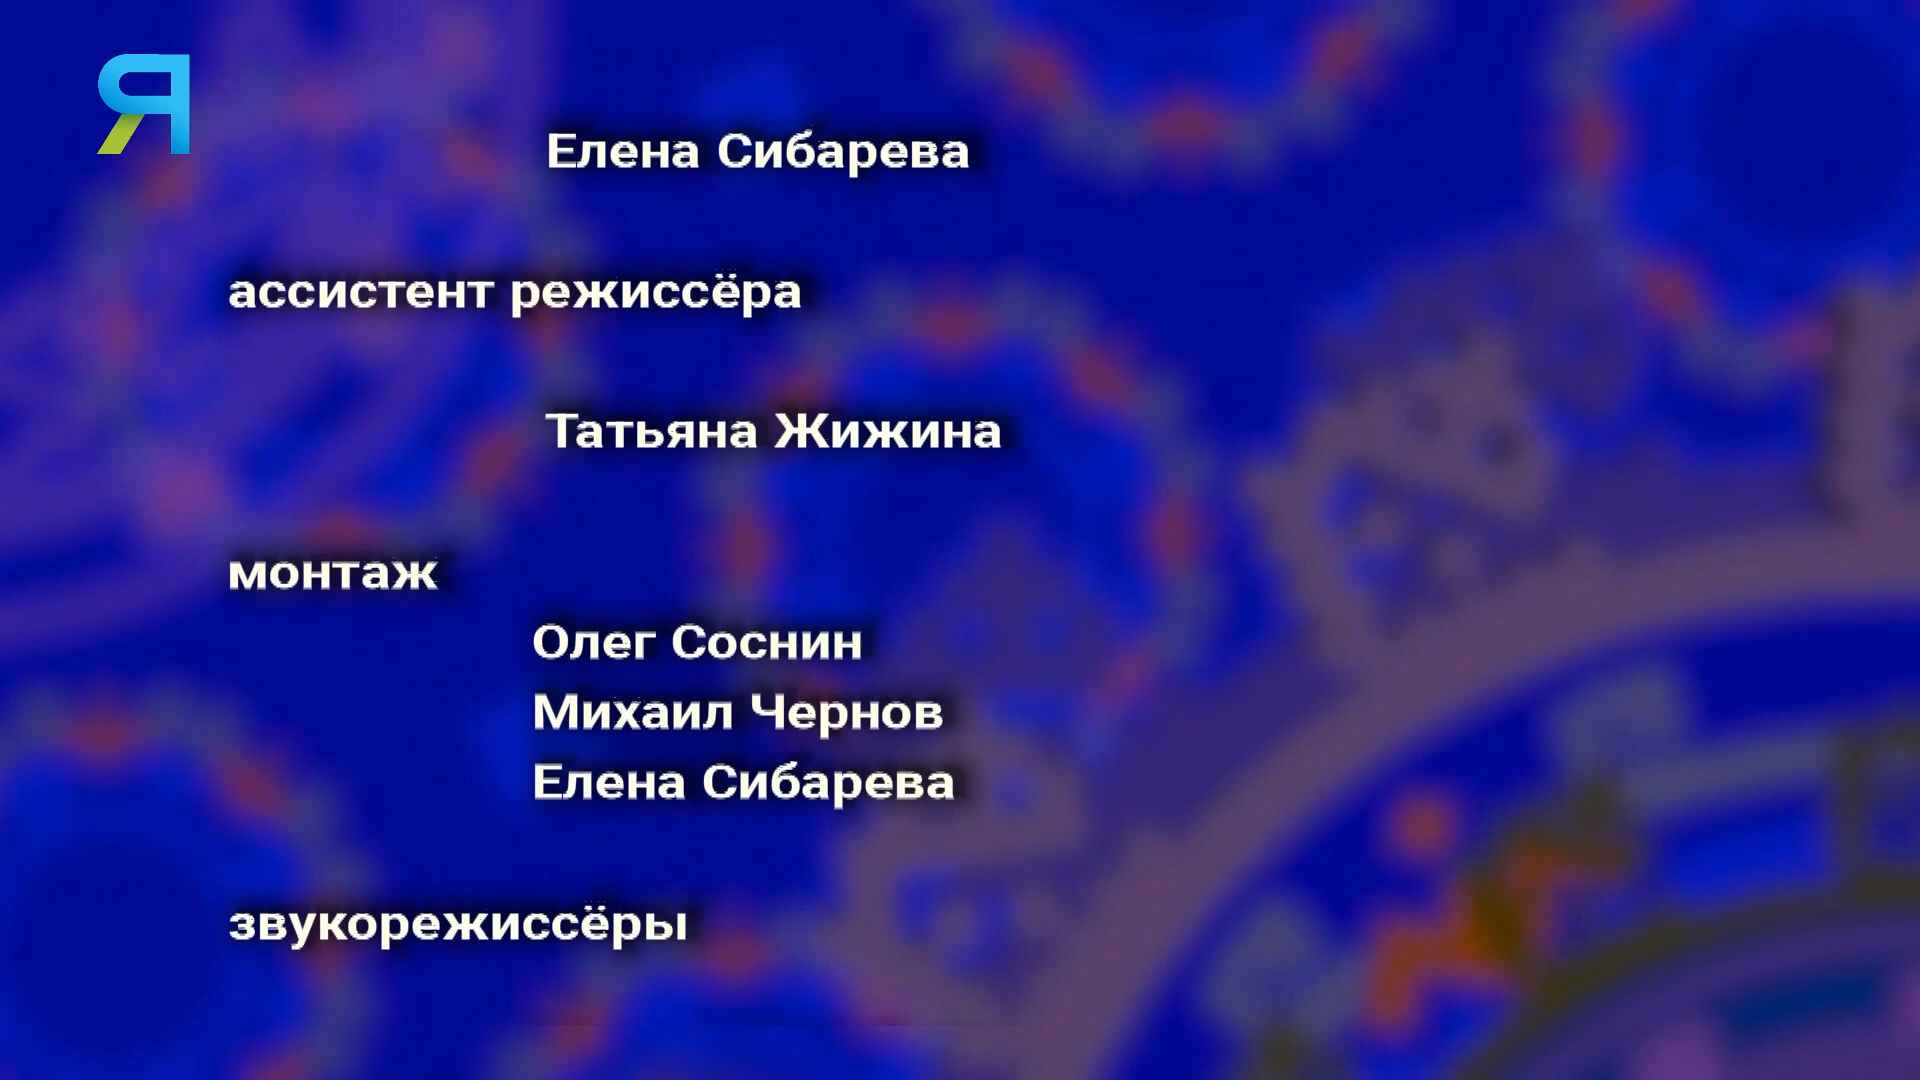 Я
Елена Сибарева
ассистент режиссёра
Татьяна Жижина
монтаж
Олег Соснин
Михаил Чернов
Елена Сибарева
звукорежиссёры